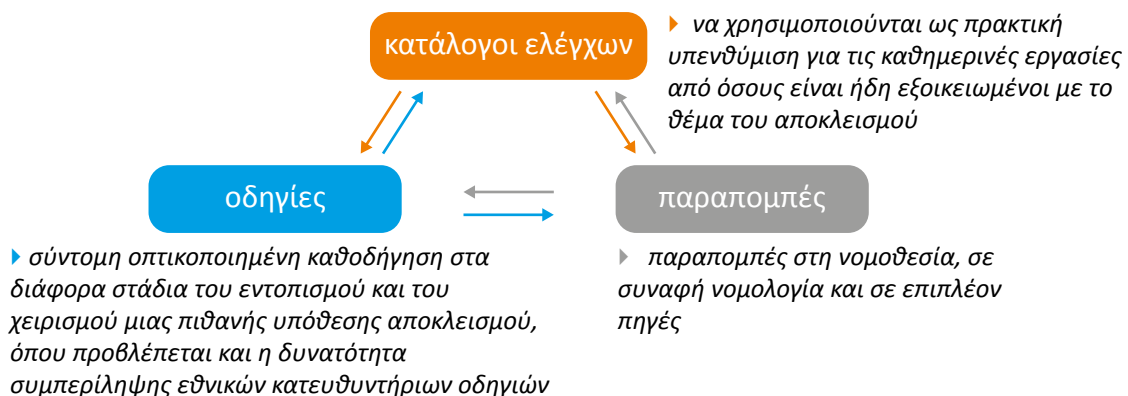 κατάλογοι ελέγχων
να χρησιμοποιούνται ως πρακτική
υπενθύμιση για τις καθημερινές εργασίες
από όσους είναι ήδη εξοικειωμένοι με το
θέμα του αποκλεισμού
οδηγίες
παραπομπές
σύντομη οπτικοποιημένη καθοδήγηση στα
διάφορα στάδια του εντοπισμού και του
χειρισμού μιας πιθανής υπόθεσης αποκλεισμού,
όπου προβλέπεται και η δυνατότητα
συμπερίληψης εθνικών κατευθυντήριων οδηγιών
παραπομπές στη νομοθεσία, σε
συναφή νομολογία και σε επιπλέον
πηγές